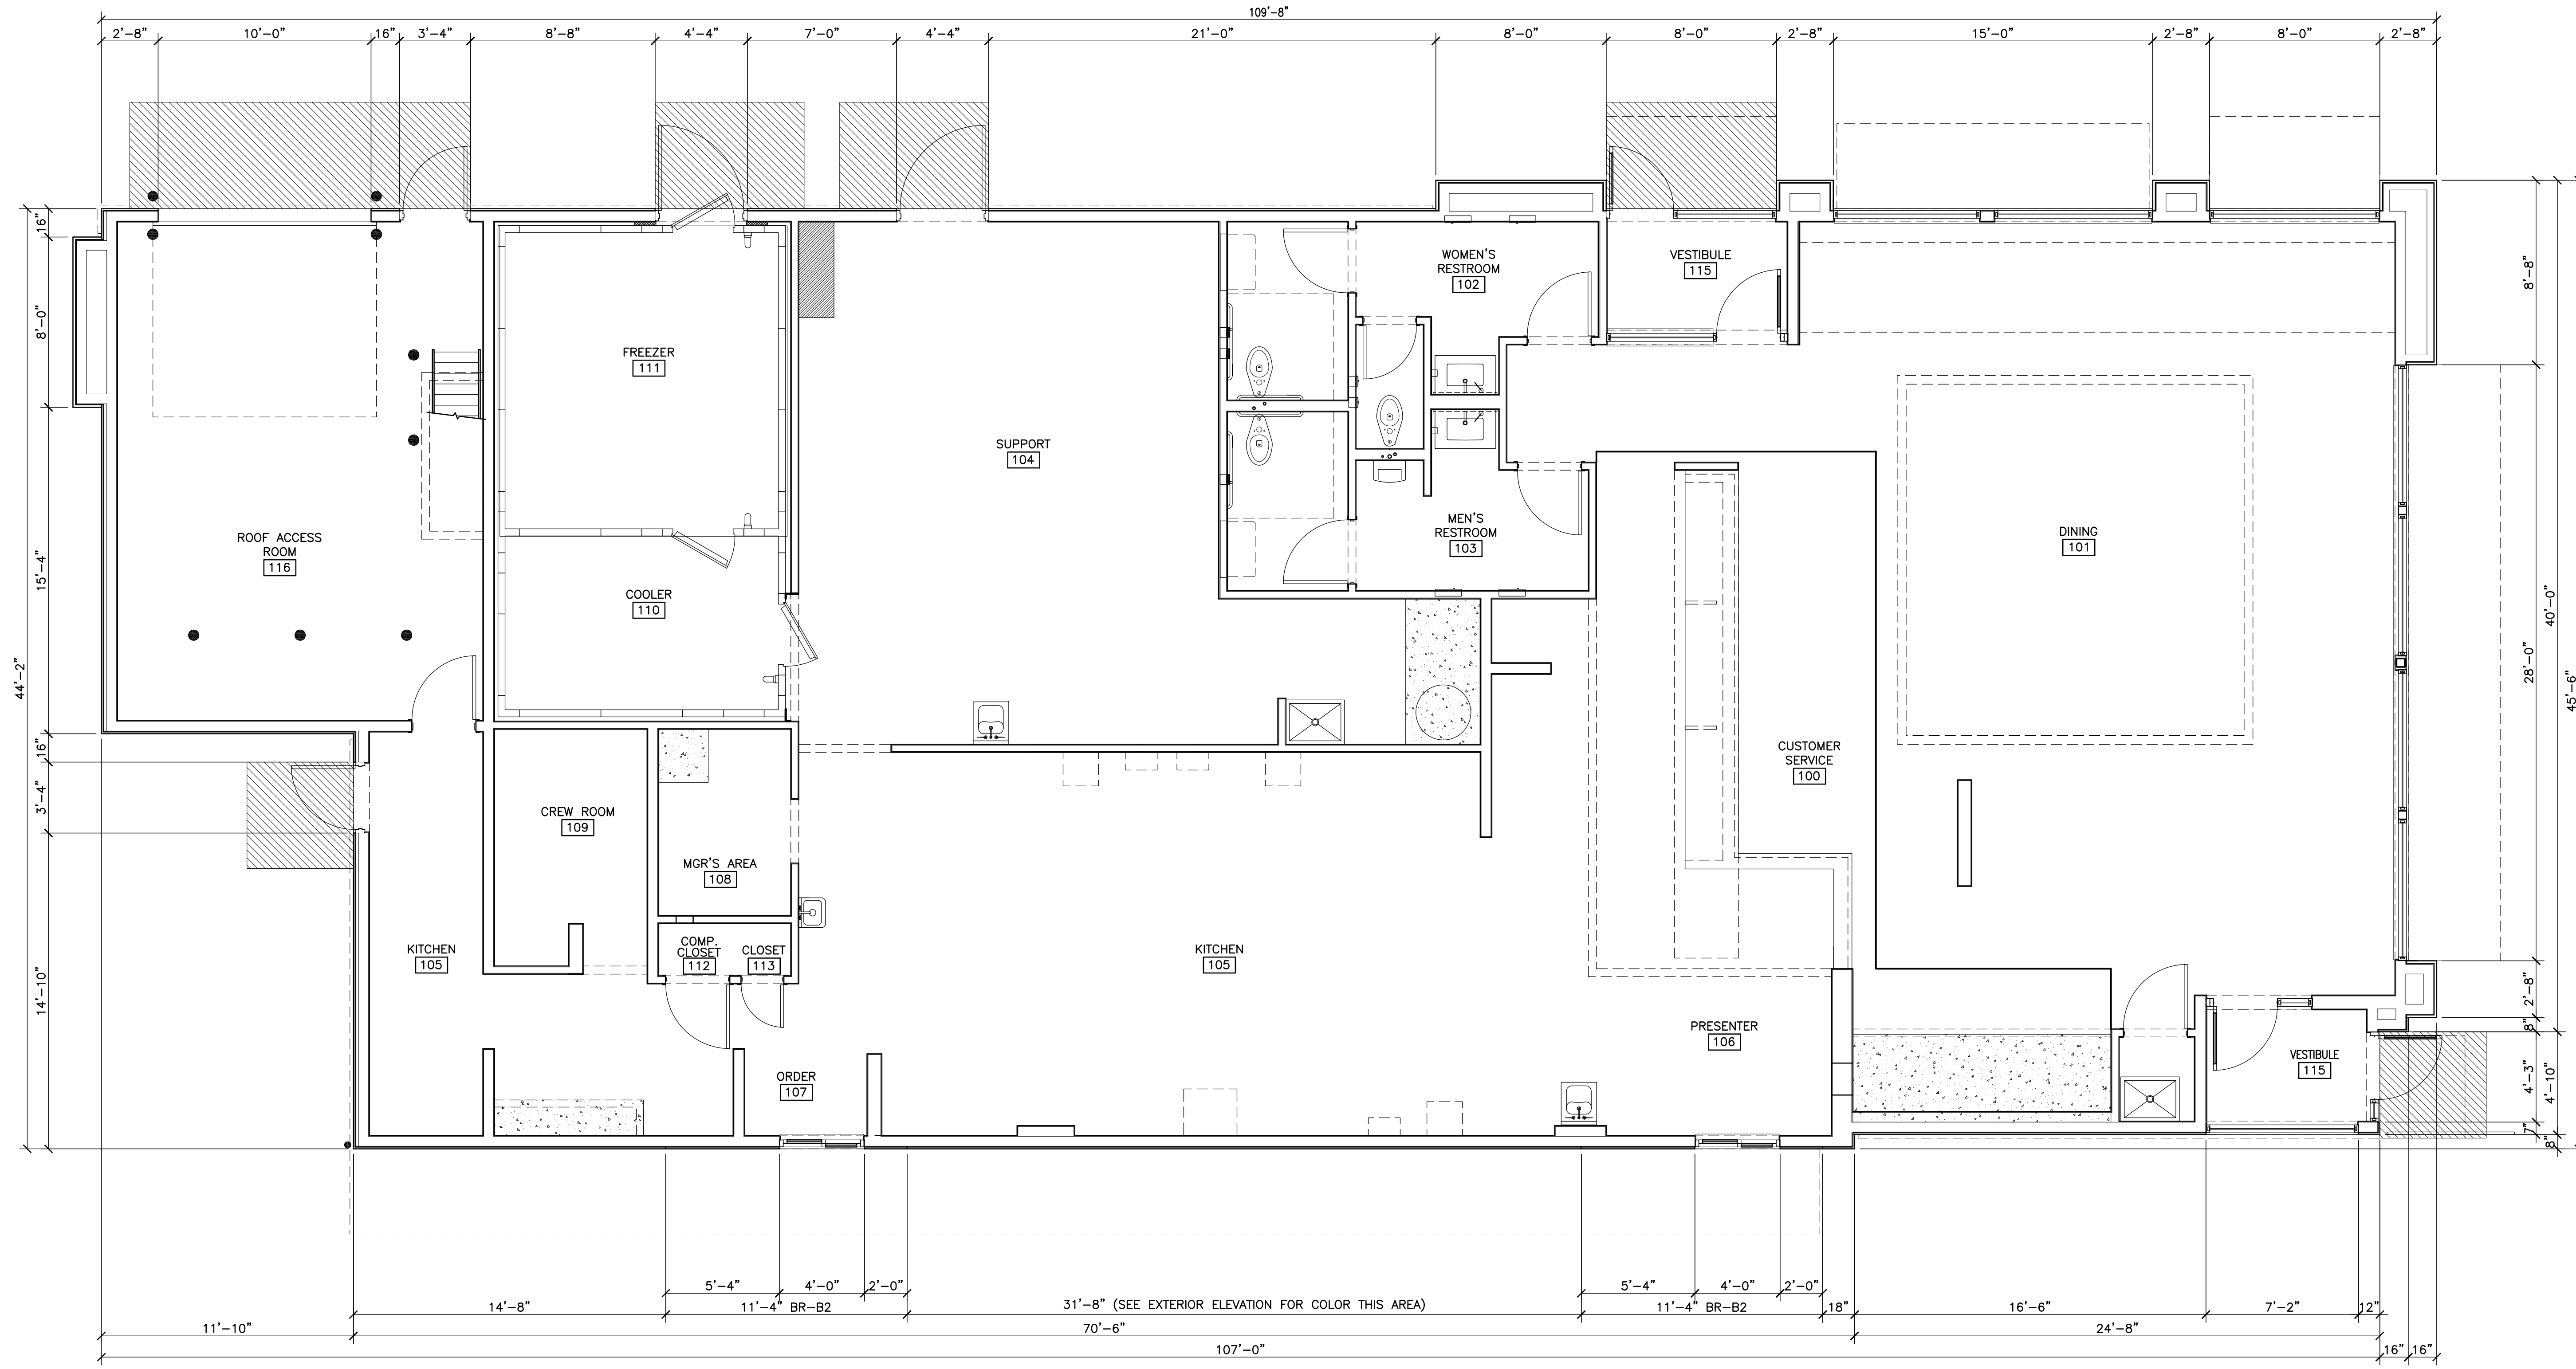 109'-8"
2'-8" 10'-0" 16" 3'-4" 8'-8" 4'-4" 7'-0" 4'-4" 21'-0" 8'-0" 8'-0" 2'-8" 15'-0" 2'-8" 8'-0" 2'-8"
16"
8'-0"
15'-4"
44'-2"
16"
3'-4"
14'-10"
WOMEN'S
RESTROOM
102
VESTIBULE
115
FREEZER
111
SUPPORT
104
ROOF ACCESS
ROOM
116
MEN'S
RESTROOM
103
DINING
101
COOLER
110
CUSTOMER
SERVICE
100
CREW ROOM
109
MGR'S AREA
108
KITCHEN
105
COMP.
CLOSET
112
CLOSET
113
KITCHEN
105
PRESENTER
106
ORDER
107
VESTIBULE
115
8'-8"
28'-0"
40'-0"
45'-6"
2'-8"
8"
4'-3"
4'-10"
7"
8"
5'-4" 4'-0" 2'-0" 5'-4" 4'-0" 2'-0"
14'-8" 11'-4" BR-B2 31'-8" (SEE EXTERIOR ELEVATION FOR COLOR THIS AREA) 11'-4" BR-B2 18" 16'-6" 7'-2" 12"
11'-10" 70'-6" 24'-8"
107'-0" 16" 16"